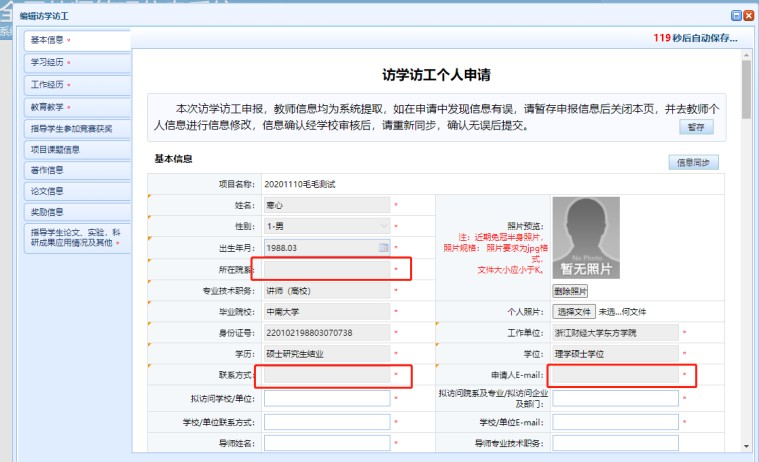 编辑访学访工
119 秒后自动保存...
基本信息 *
学习经历 *
工作经历 *
教育教学 *
指导学生参加竞赛获奖
项目课题信息
著作信息
论文信息
奖励信息
指导学生论文、实验，科
研成果应用情况及其他 *
访学访工个人申请
本次访学访工申报，教师信息均为系统提取，如在申请中发现信息有误，请暂存申报信息后关闭本页，并去教师个
人信息进行信息修改，信息确认经学校审核后，请重新同步，确认无误后提交。
暂存
基本信息
信息同步
项目名称： 20201110毛毛测试
姓名： 寒心 *
性别： 1-男 *
出生年月： 1988.03 *
所在院系： *
专业技术职务： 讲师（高校） *
照片预览：
注：近期免冠半身照片，
照片规格： 照片要求为jpg格
式，
文件大小应小于K。
No Photo
暂无照片
删除照片
毕业院校： 中南大学 *
个人照片： 选择文件 未选...何文件
身份证号： 220102198803070738 *
工作单位： 浙江财经大学东方学院 *
学历： 硕士研究生结业 *
学位： 理学硕士学位 *
联系方式： *
申请人E-mail： *
拟访问学校/单位： *
拟访问院系及专业/拟访问企业
及部门： *
学校/单位联系方式： *
学校/单位E-mail： *
导师姓名： *
导师专业技术职务： *